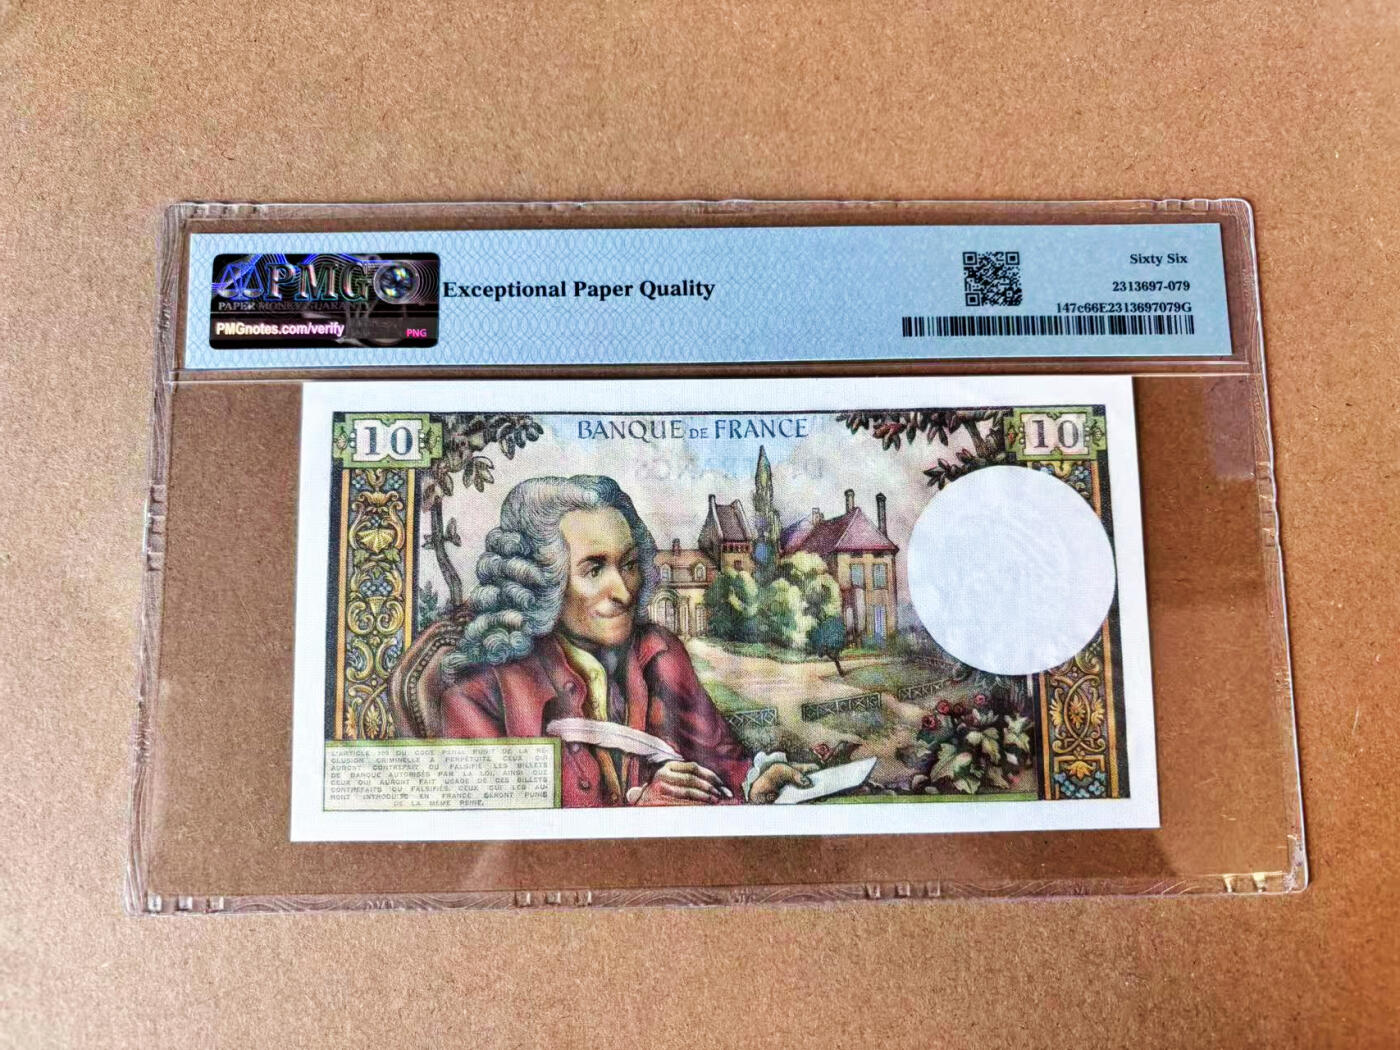 PMG
PAPER MONEY GUARANTY
PMGnotes.com/verify
PNG
Exceptional Paper Quality
Sixty Six
2313697-079
147c66E2313697079G
10
BANQUE DE FRANCE
10
L'ARTICLE 139 DU CODE PÉNAL PUNIT DE LA RÉ-
CLUSION CRIMINELLE À PERPÉTUITÉ CEUX QUI
AURONT CONTREFAIT OU FALSIFIÉ LES BILLETS
DE BANQUE AUTORISÉS PAR LA LOI, AINSI QUE
CEUX QUI AURONT FAIT USAGE DE CES BILLETS
CONTREFAITS OU FALSIFIÉS. CEUX QUI LES AU-
RONT INTRODUITS EN FRANCE SERONT PUNIS
DE LA MÊME PEINE.